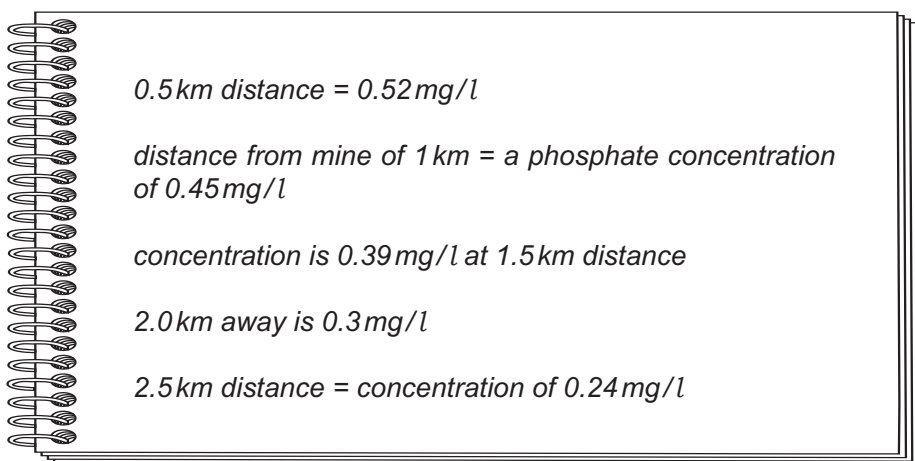 0.5 km distance = 0.52 mg/l
distance from mine of 1 km = a phosphate concentration
of 0.45 mg/l
concentration is 0.39 mg/l at 1.5 km distance
2.0 km away is 0.3 mg/l
2.5 km distance = concentration of 0.24 mg/l